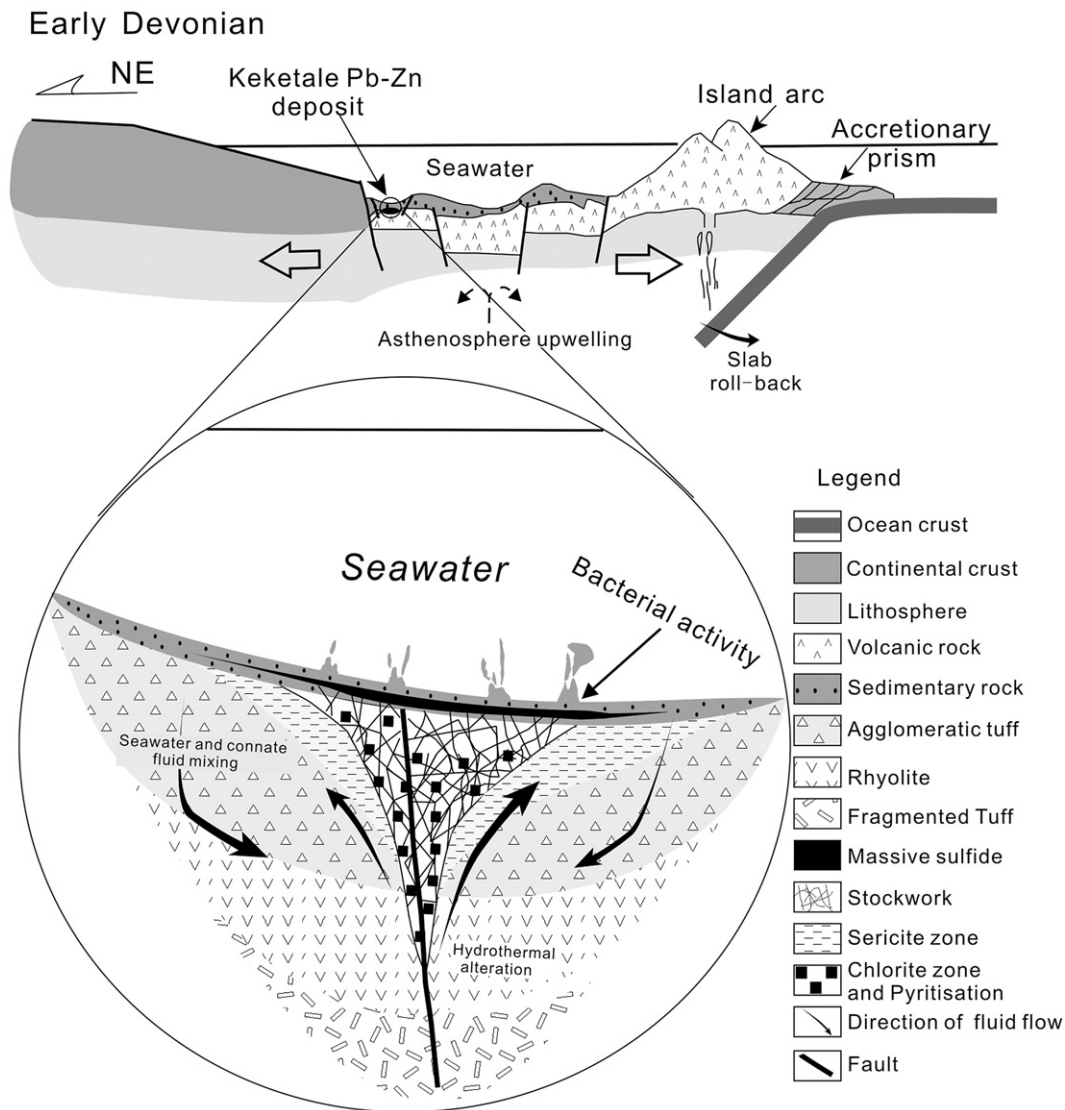 Early Devonian
NE
Keketale Pb-Zn
deposit
Island arc
Accretionary
prism
Seawater
Asthenosphere upwelling
Slab
roll-back
Seawater
Bacterial activity
Seawater and connate
fluid mixing
Hydrothermal
alteration
Legend
Ocean crust
Continental crust
Lithosphere
Volcanic rock
Sedimentary rock
Agglomeratic tuff
Rhyolite
Fragmented Tuff
Massive sulfide
Stockwork
Sericite zone
Chlorite zone
and Pyritisation
Direction of fluid flow
Fault